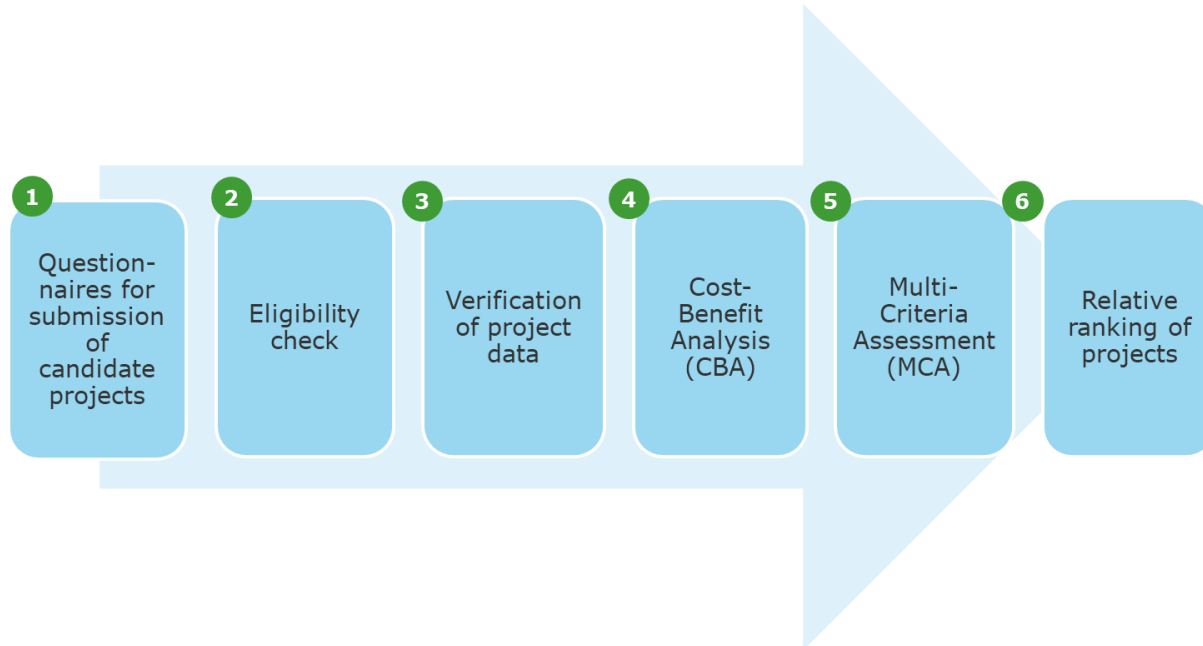 1
Question-
naires for
submission
of
candidate
projects
2
Eligibility
check
3
Verification
of project
data
4
Cost-
Benefit
Analysis
(CBA)
5
Multi-
Criteria
Assessment
(MCA)
6
Relative
ranking of
projects